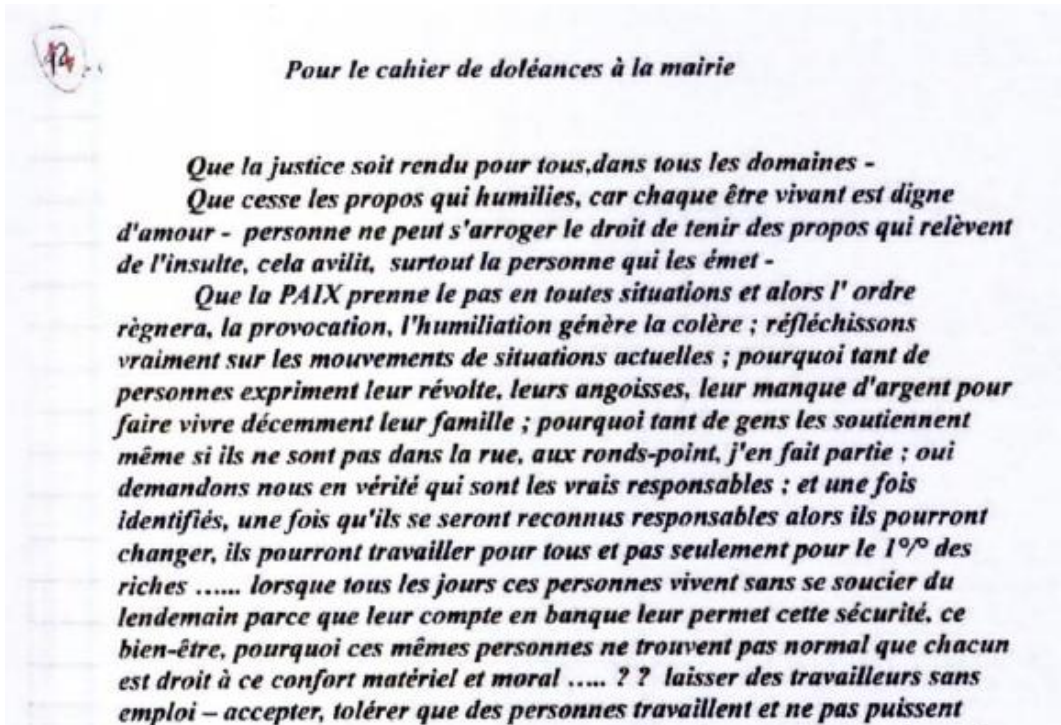 12
Pour le cahier de doléances à la mairie
Que la justice soit rendu pour tous,dans tous les domaines -
Que cesse les propos qui humilies, car chaque être vivant est digne
d'amour - personne ne peut s'arroger le droit de tenir des propos qui relèvent
de l'insulte, cela avilit, surtout la personne qui les émet -
Que la PAIX prenne le pas en toutes situations et alors l' ordre
règnera, la provocation, l'humiliation génère la colère ; réfléchissons
vraiment sur les mouvements de situations actuelles ; pourquoi tant de
personnes expriment leur révolte, leurs angoisses, leur manque d'argent pour
faire vivre décemment leur famille ; pourquoi tant de gens les soutiennent
même si ils ne sont pas dans la rue, aux ronds-point, j'en fait partie ; oui
demandons nous en vérité qui sont les vrais responsables ; et une fois
identifiés, une fois qu'ils se seront reconnus responsables alors ils pourront
changer, ils pourront travailler pour tous et pas seulement pour le 1°/° des
riches ...... lorsque tous les jours ces personnes vivent sans se soucier du
lendemain parce que leur compte en banque leur permet cette sécurité, ce
bien-être, pourquoi ces mêmes personnes ne trouvent pas normal que chacun
est droit à ce confort matériel et moral ..... ? ? laisser des travailleurs sans
emploi – accepter, tolérer que des personnes travaillent et ne pas puissent